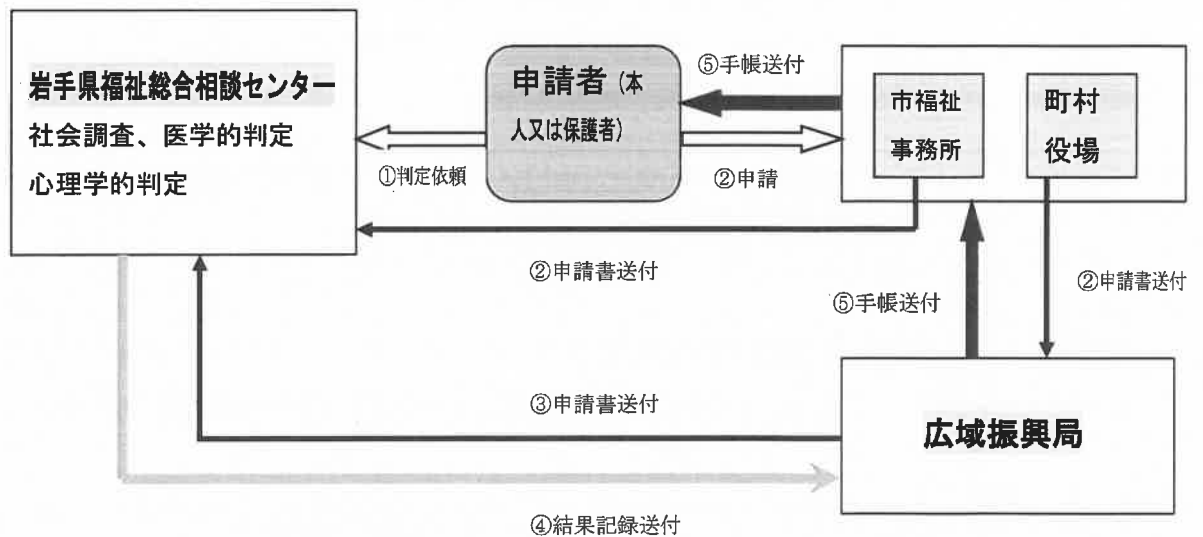 岩手県福祉総合相談センター
社会調査、医学的判定
心理学的判定
①判定依頼
申請者（本
人又は保護者）
⑤手帳送付
②申請
市福祉
事務所
町村
役場
②申請書送付
②申請書送付
⑤手帳送付
③申請書送付
広域振興局
④結果記録送付